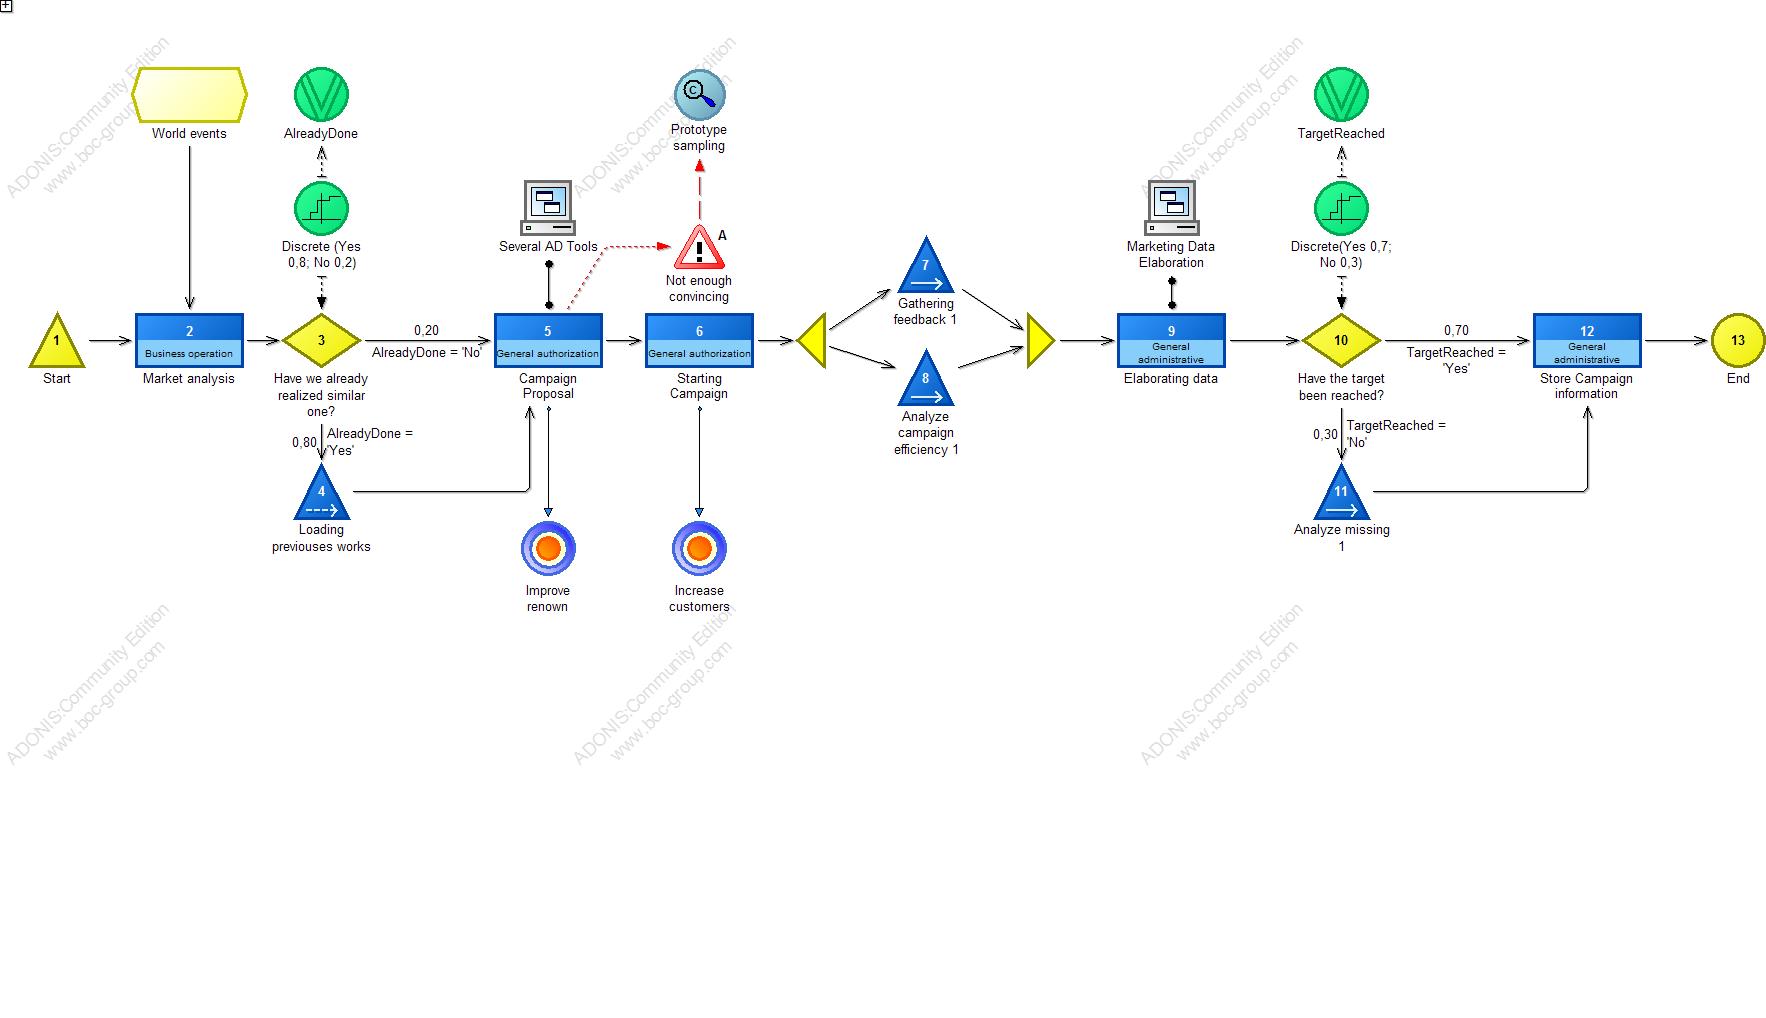 World events
AlreadyDone
Discrete (Yes
0,8; No 0,2)
C
Prototype
sampling
Several AD Tools
A
Not enough
convincing
Marketing Data
Elaboration
TargetReached
Discrete(Yes 0,7;
No 0,3)
1
Start
2
Business operation
Market analysis
3
Have we already
realized similar
one?
0,20
AlreadyDone = 'No'
0,80
AlreadyDone =
'Yes'
4
Loading
previouses works
5
General authorization
Campaign
Proposal
Improve
renown
6
General authorization
Starting
Campaign
Increase
customers
7
Gathering
feedback 1
8
Analyze
campaign
efficiency 1
9
General
administrative
Elaborating data
10
Have the target
been reached?
0,70
TargetReached =
'Yes'
0,30
TargetReached =
'No'
11
Analyze missing
1
12
General
administrative
Store Campaign
information
13
End
ADONIS:Community Edition
www.boc-group.com
ADONIS:Community Edition
www.boc-group.com
ADONIS:Community Edition
www.boc-group.com
ADONIS:Community Edition
www.boc-group.com
ADONIS:Community Edition
www.boc-group.com
ADONIS:Community Edition
www.boc-group.com